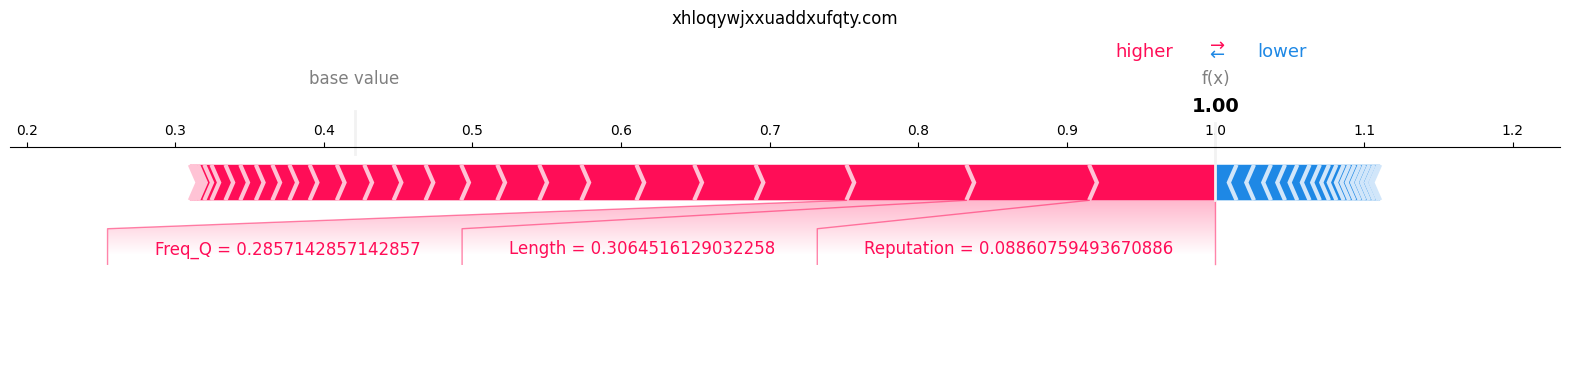 xhloqywjxxuaddxufqty.com
higher ⇄ lower
base value f(x)
1.00
0.2 0.3 0.4 0.5 0.6 0.7 0.8 0.9 1.0 1.1 1.2
Freq_Q = 0.2857142857142857 Length = 0.3064516129032258 Reputation = 0.08860759493670886